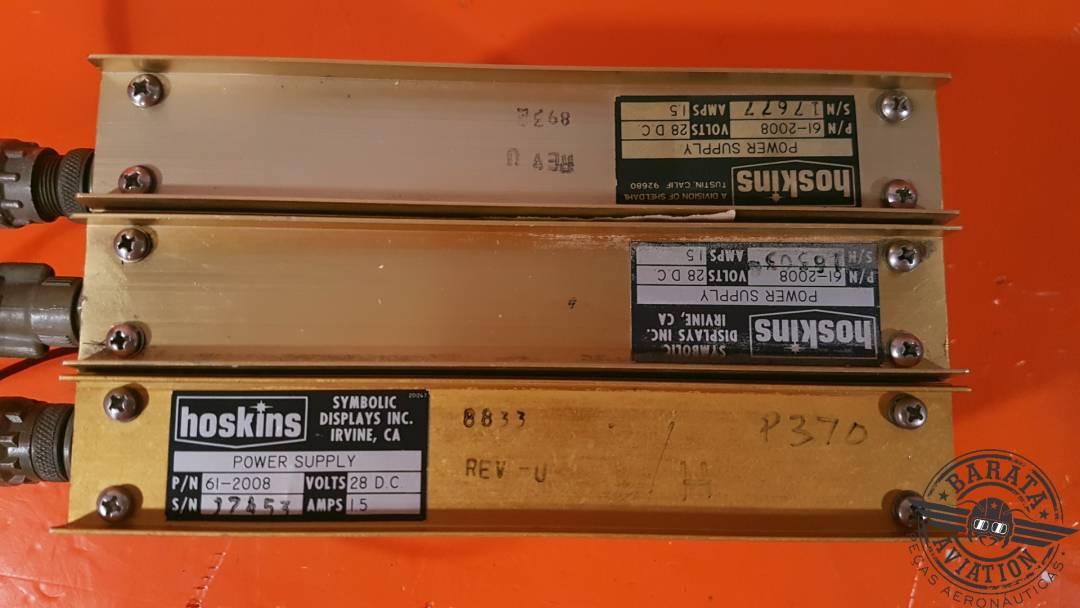 8932
REV U
hoskins
A DIVISION OF SHELDAHL
TUSTIN, CALIF 92680
POWER SUPPLY
P/N 61-2008 VOLTS 28 D C
S/N 17677 AMPS 1.5
hoskins
SYMBOLIC
DISPLAYS INC.
IRVINE, CA
POWER SUPPLY
P/N 61-2008 VOLTS 28 D C
S/N AMPS 1.5
20247
hoskins
SYMBOLIC
DISPLAYS INC.
IRVINE, CA
POWER SUPPLY
P/N 61-2008 VOLTS 28 D.C
S/N 17453 AMPS 1.5
8833
REV-U
P370
H
BARATA
AVIATION
PEÇAS AERONÁUTICAS